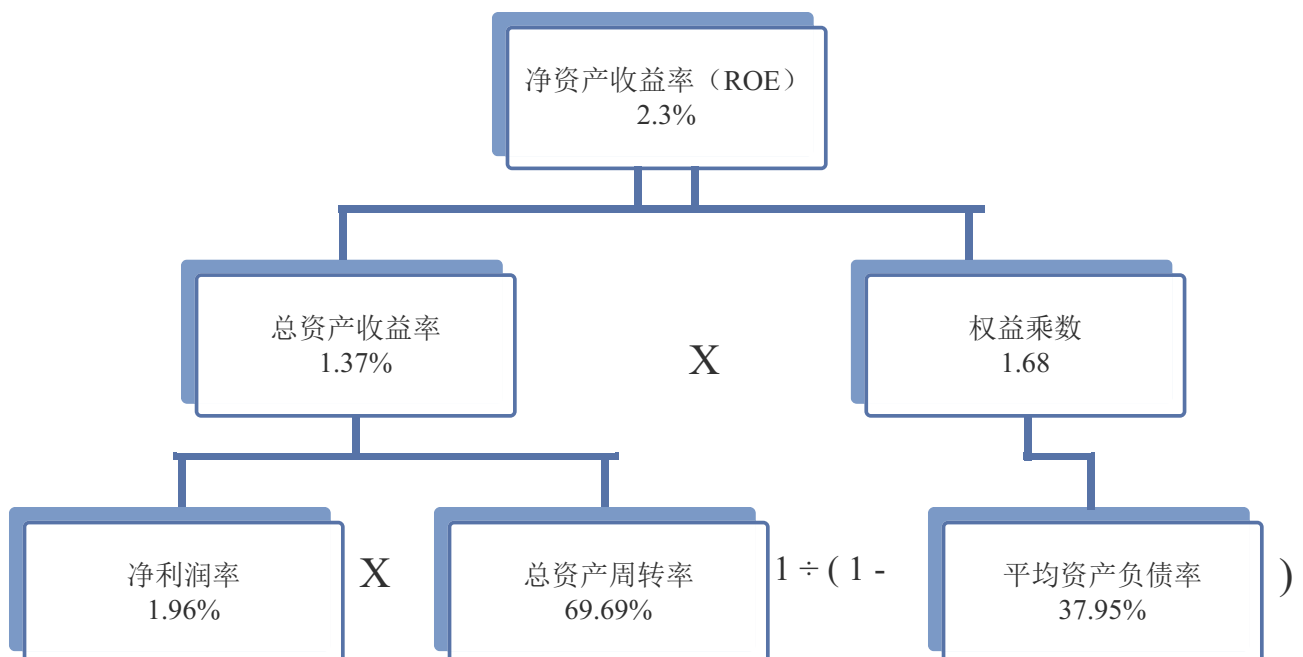 净资产收益率（ROE）
2.3%
总资产收益率
1.37%
X
权益乘数
1.68
净利润率
1.96%
X
总资产周转率
69.69%
1 ÷ ( 1 -
平均资产负债率
37.95%
)